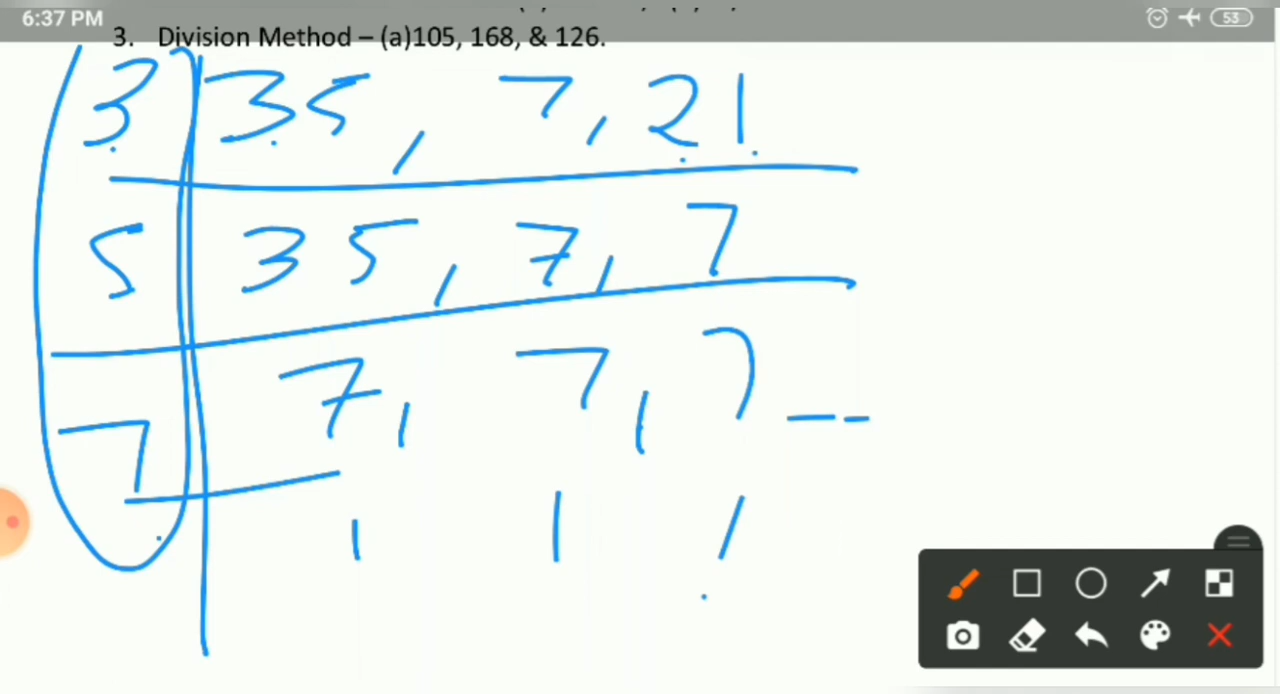 6:37 PM 53
3. Division Method – (a)105, 168, & 126.
3 35, 7, 21
5 35, 7, 7
7 7, 7, 7
1 1 1